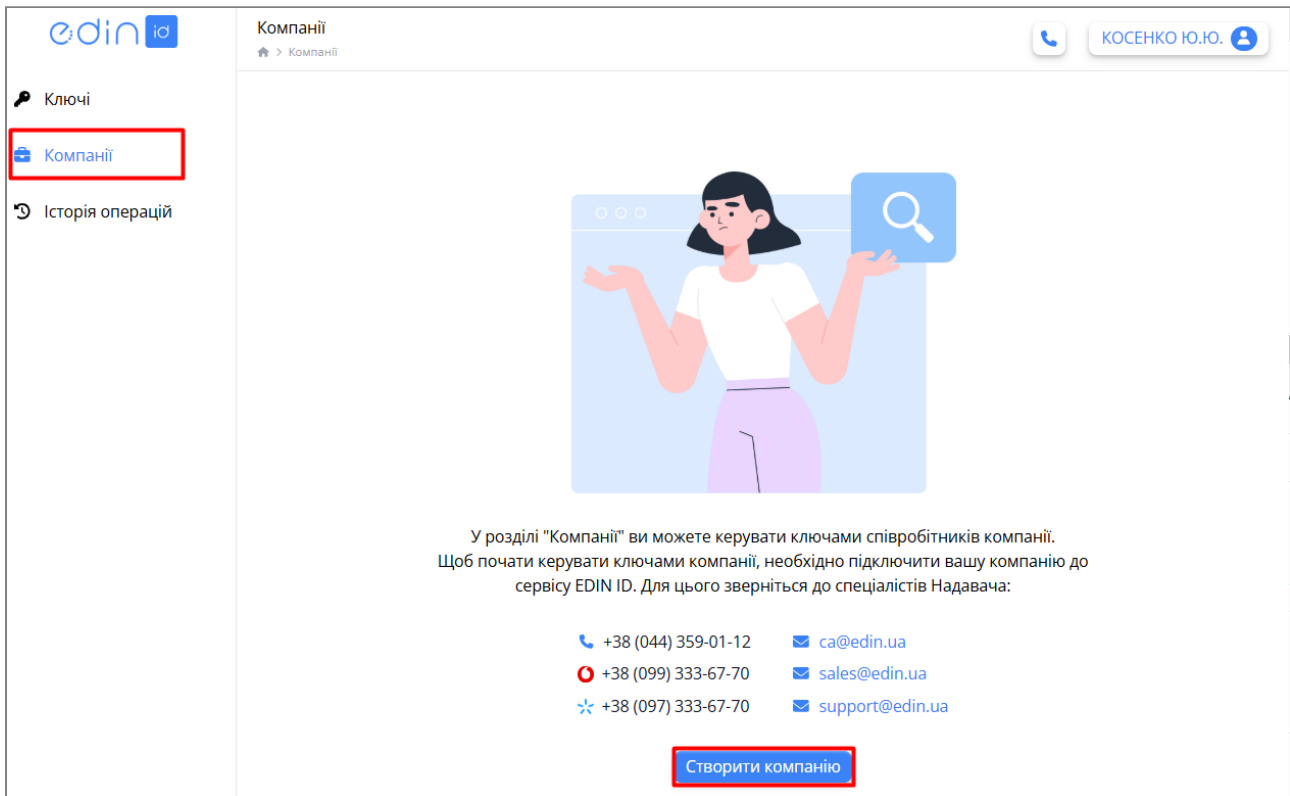 edin id
Компанії
Компанії
КОСЕНКО Ю.Ю.
Ключі
Компанії
Історія операцій
У розділі "Компанії" ви можете керувати ключами співробітників компанії.
Щоб почати керувати ключами компанії, необхідно підключити вашу компанію до
сервісу EDIN ID. Для цього зверніться до спеціалістів Надавача:
+38 (044) 359-01-12 ca@edin.ua
+38 (099) 333-67-70 sales@edin.ua
+38 (097) 333-67-70 support@edin.ua
Створити компанію